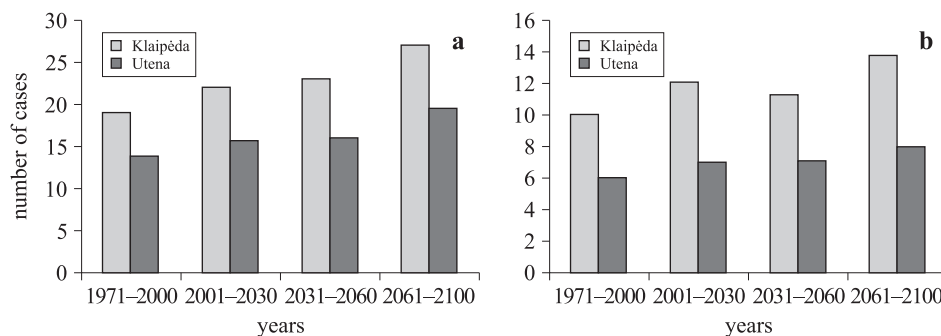 a
Klaipėda
Utena
30
25
20
15
10
5
0
number of cases
1971–2000 2001–2030 2031–2060 2061–2100
years
b
Klaipėda
Utena
16
14
12
10
8
6
4
2
0
1971–2000 2001–2030 2031–2060 2061–2100
years